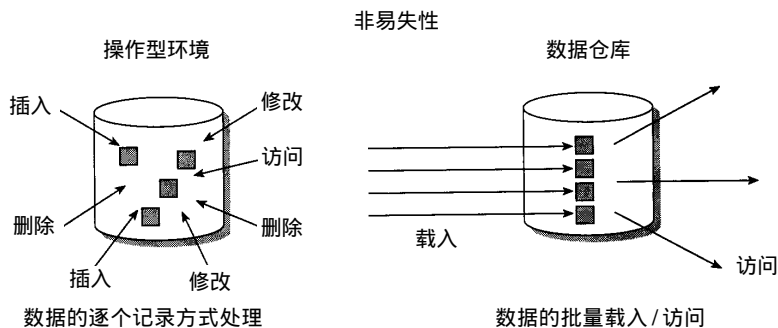 非易失性
操作型环境
数据仓库
插入
修改
访问
删除
删除
插入
修改
载入
访问
数据的逐个记录方式处理
数据的批量载入/访问